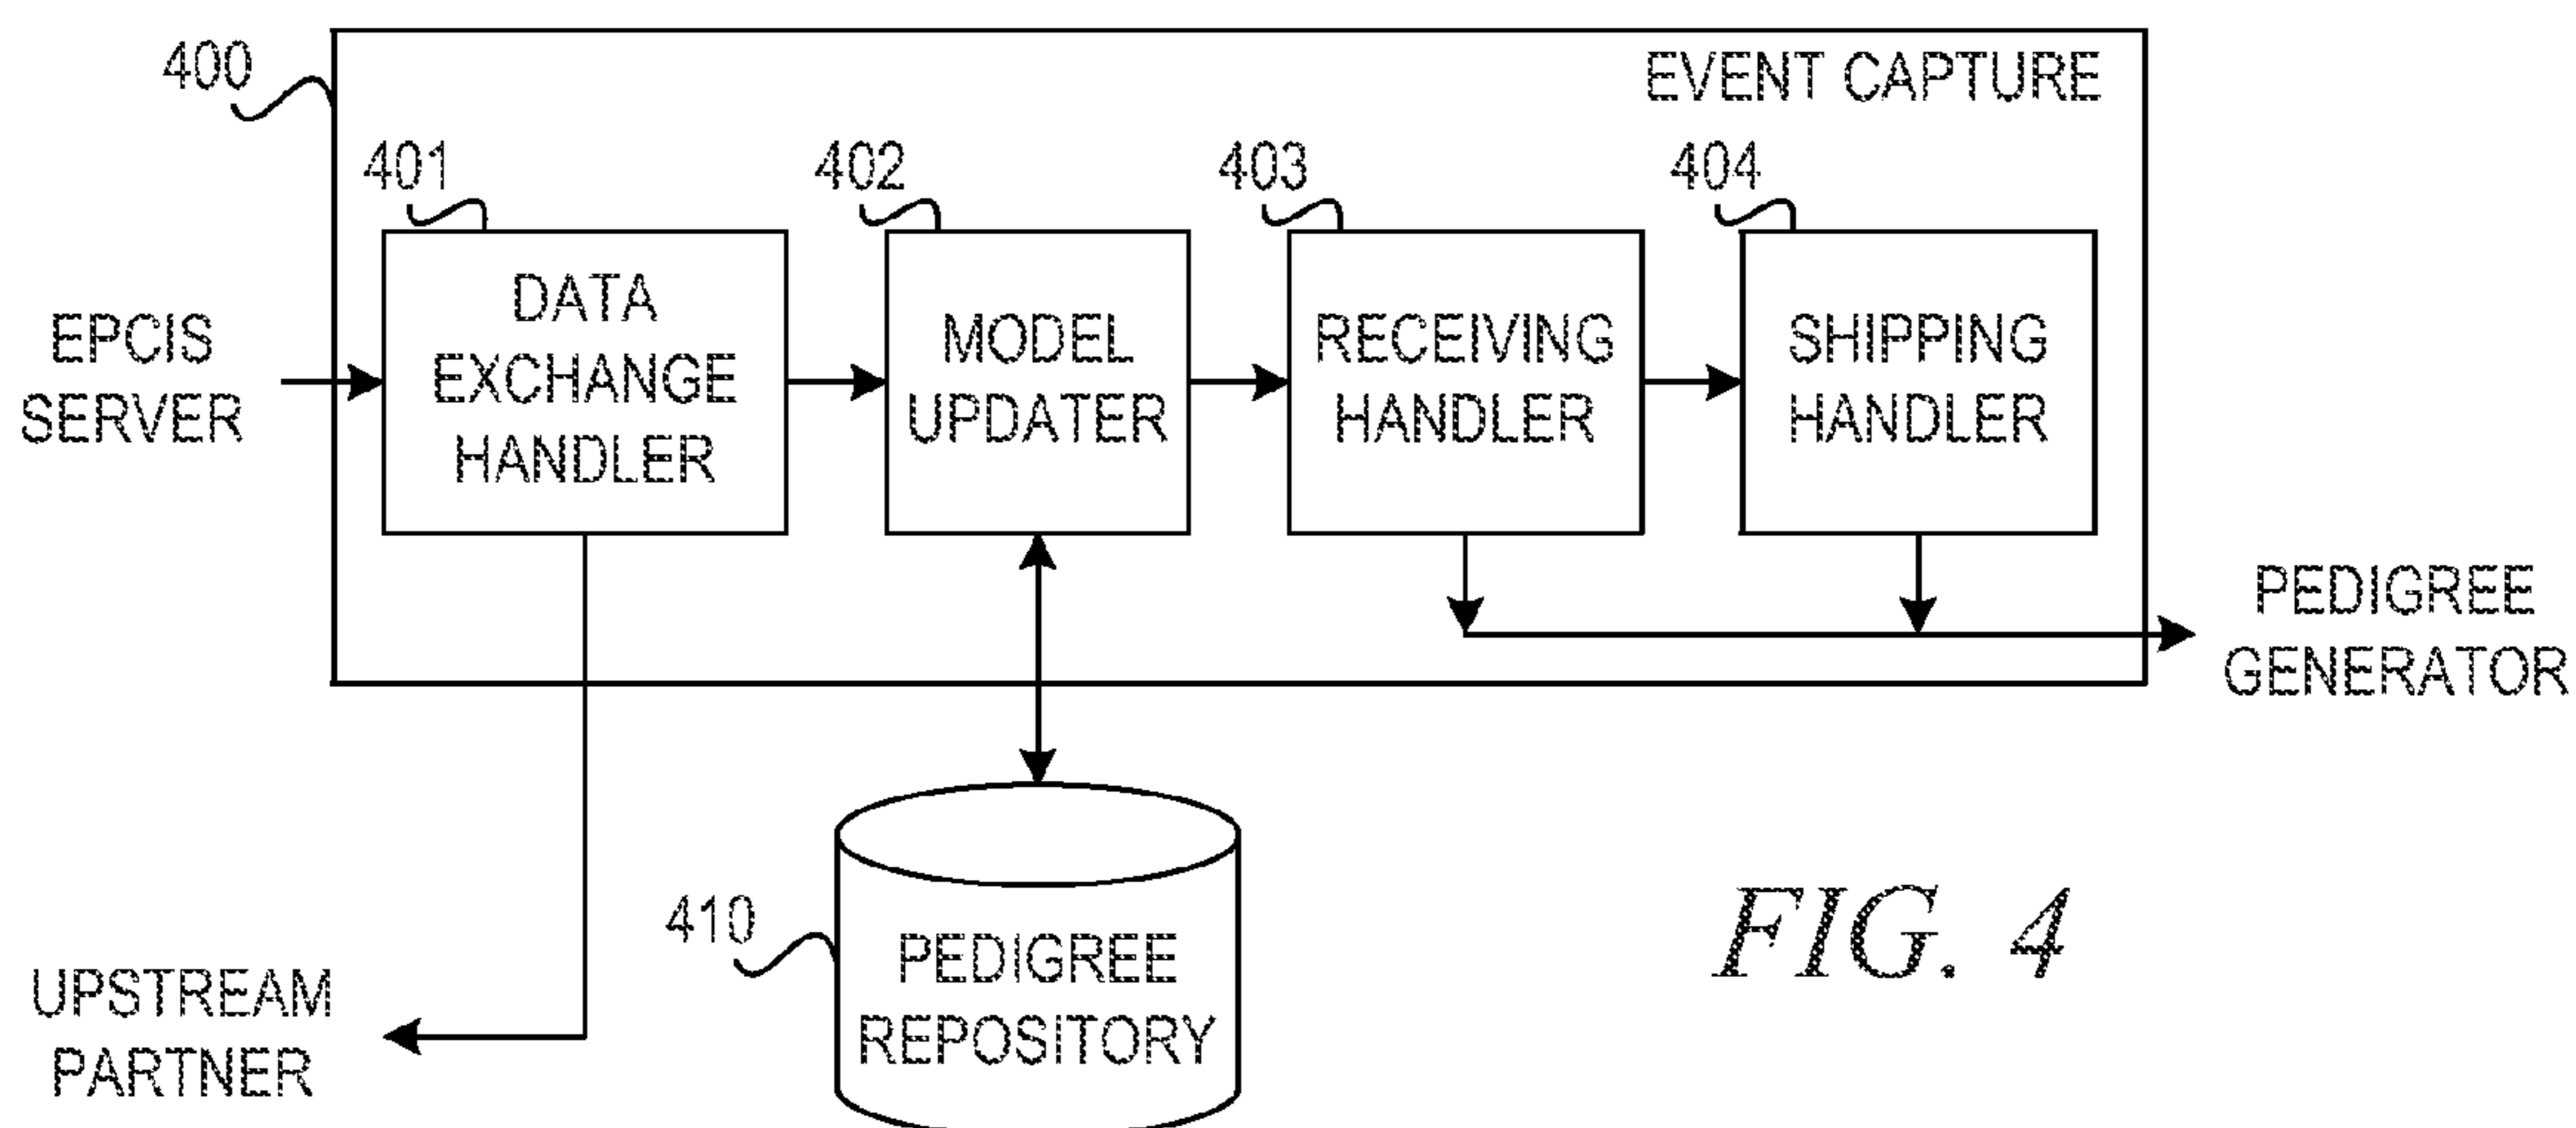 400
EVENT CAPTURE
401
402
403
404
EPCIS
SERVER
DATA
EXCHANGE
HANDLER
MODEL
UPDATER
RECEIVING
HANDLER
SHIPPING
HANDLER
PEDIGREE
GENERATOR
410
PEDIGREE
REPOSITORY
UPSTREAM
PARTNER
FIG. 4